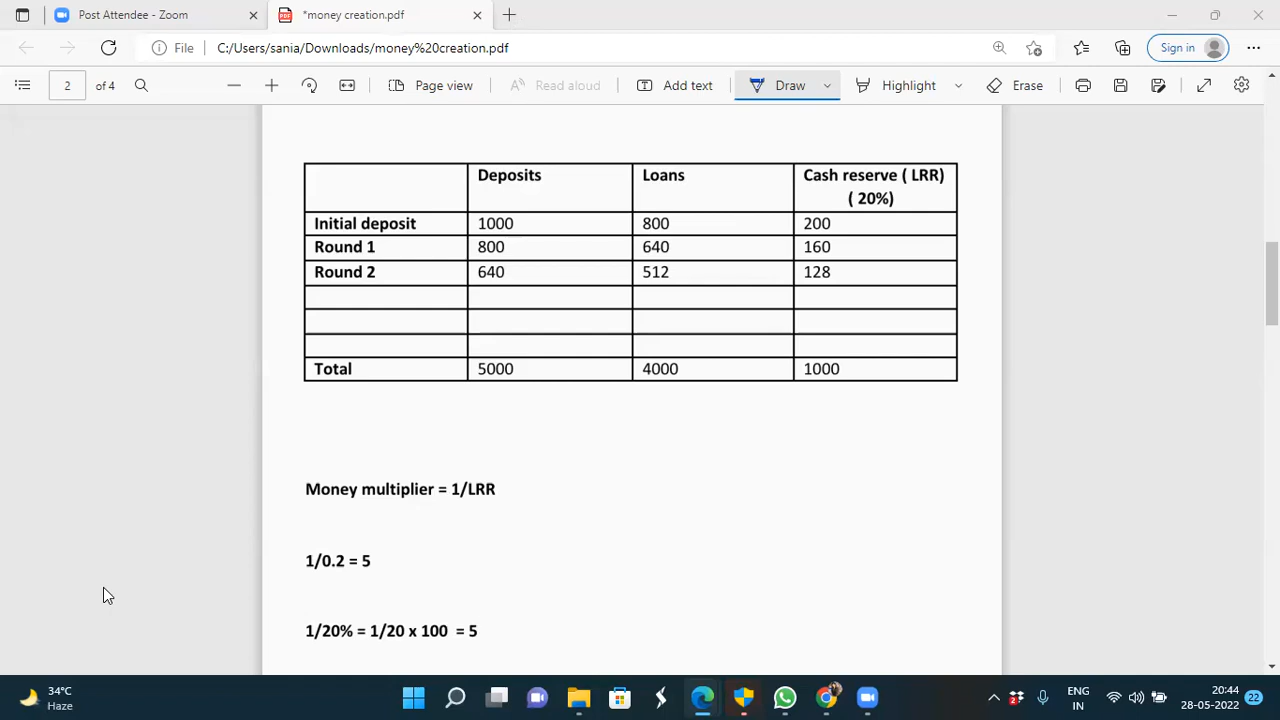 Post Attendee - Zoom
*money creation.pdf
File C:/Users/sania/Downloads/money%20creation.pdf Sign in
2 of 4 Page view Read aloud Add text Draw Highlight Erase
Deposits Loans Cash reserve ( LRR)
( 20%)
Initial deposit 1000 800 200
Round 1 800 640 160
Round 2 640 512 128
Total 5000 4000 1000
Money multiplier = 1/LRR
1/0.2 = 5
1/20% = 1/20 x 100 = 5
34°C ENG 20:44
Haze IN 28-05-2022 22